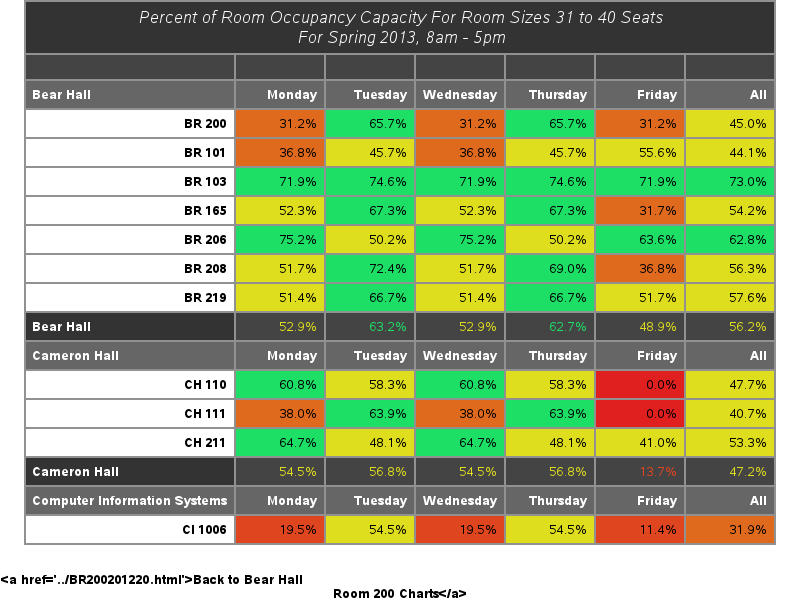 Percent of Room Occupancy Capacity For Room Sizes 31 to 40 Seats
For Spring 2013, 8am - 5pm
Bear Hall Monday Tuesday Wednesday Thursday Friday All
BR 200 31.2% 65.7% 31.2% 65.7% 31.2% 45.0%
BR 101 36.8% 45.7% 36.8% 45.7% 55.6% 44.1%
BR 103 71.9% 74.6% 71.9% 74.6% 71.9% 73.0%
BR 165 52.3% 67.3% 52.3% 67.3% 31.7% 54.2%
BR 206 75.2% 50.2% 75.2% 50.2% 63.6% 62.8%
BR 208 51.7% 72.4% 51.7% 69.0% 36.8% 56.3%
BR 219 51.4% 66.7% 51.4% 66.7% 51.7% 57.6%
Bear Hall 52.9% 63.2% 52.9% 62.7% 48.9% 56.2%
Cameron Hall Monday Tuesday Wednesday Thursday Friday All
CH 110 60.8% 58.3% 60.8% 58.3% 0.0% 47.7%
CH 111 38.0% 63.9% 38.0% 63.9% 0.0% 40.7%
CH 211 64.7% 48.1% 64.7% 48.1% 41.0% 53.3%
Cameron Hall 54.5% 56.8% 54.5% 56.8% 13.7% 47.2%
Computer Information Systems Monday Tuesday Wednesday Thursday Friday All
CI 1006 19.5% 54.5% 19.5% 54.5% 11.4% 31.9%
<a href='../BR200201220.html'>Back to Bear Hall
Room 200 Charts</a>